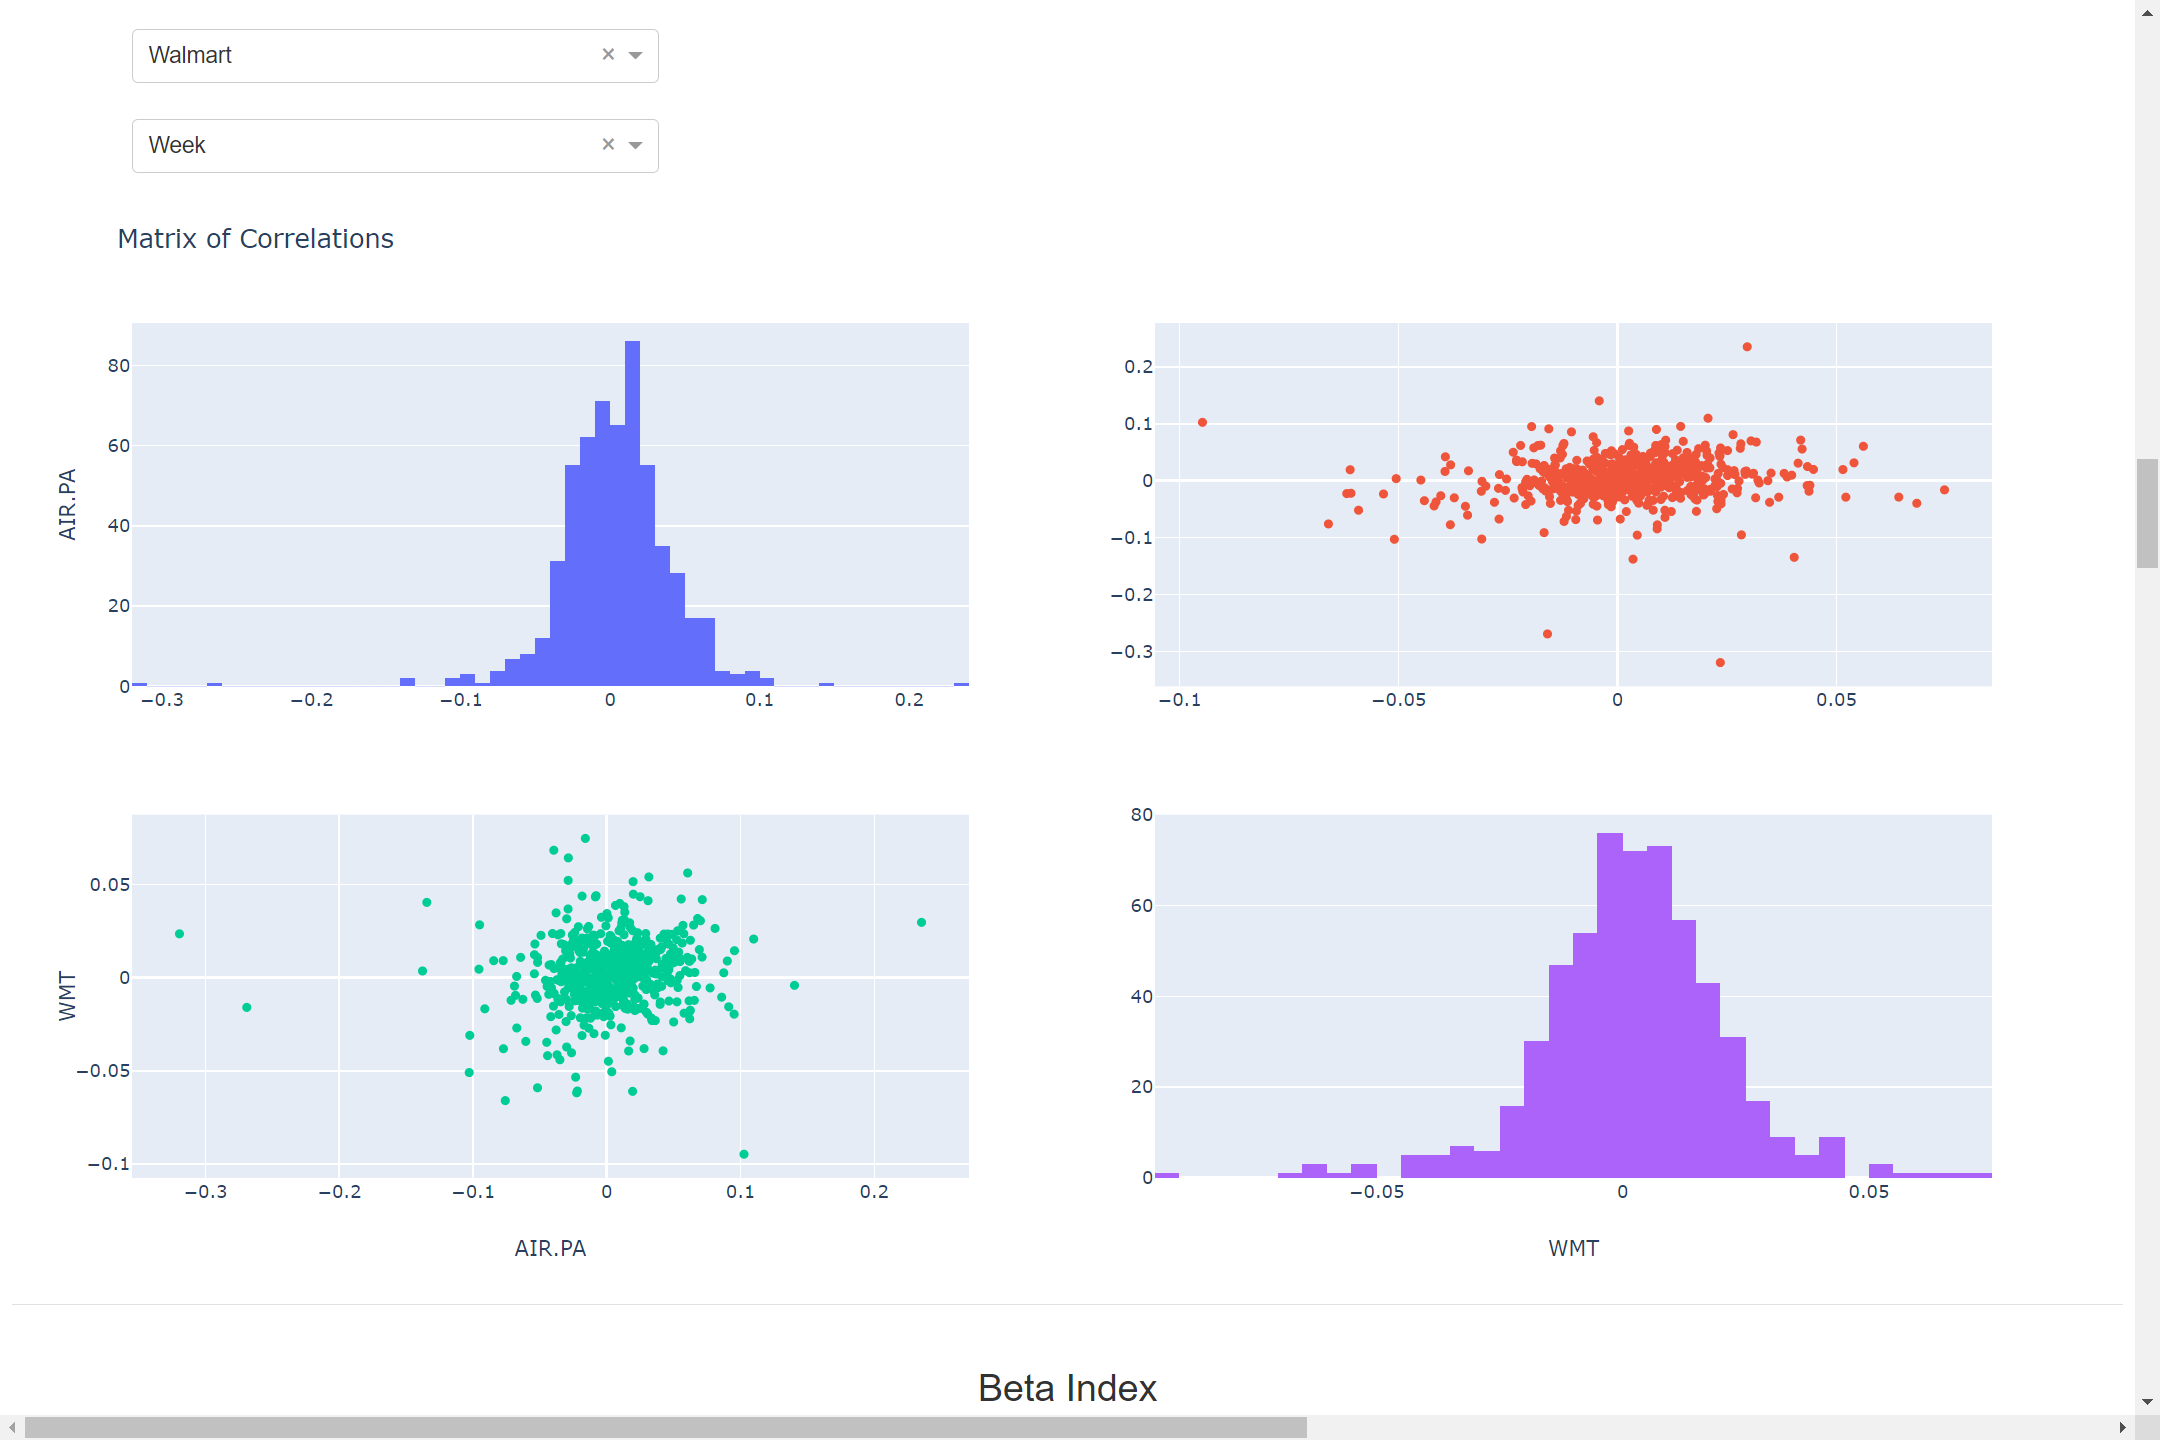 Walmart × 
Week ×
Matrix of Correlations
AIR.PA
80
60
40
20
0
−0.3 −0.2 −0.1 0 0.1 0.2
0.2
0.1
0
−0.1
−0.2
−0.3
−0.1 −0.05 0 0.05
WMT
0.05
0
−0.05
−0.1
−0.3 −0.2 −0.1 0 0.1 0.2
AIR.PA
80
60
40
20
0
−0.05 0 0.05
WMT
Beta Index